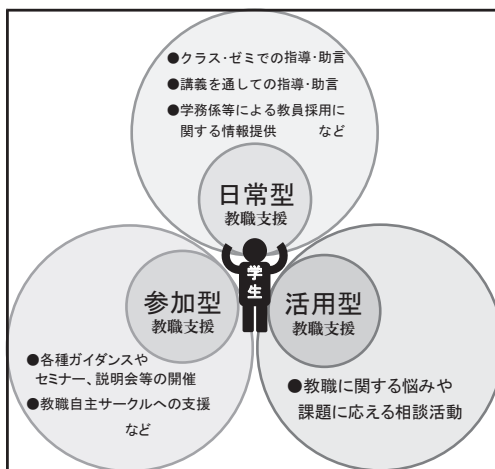 ●クラス・ゼミでの指導・助言
●講義を通しての指導・助言
●学務係等による教員採用に
関する情報提供　など
日常型
教職支援
学生
参加型
教職支援
活用型
教職支援
●各種ガイダンスや
セミナー、説明会等の開催
●教職自主サークルへの支援
など
●教職に関する悩みや
課題に応える相談活動